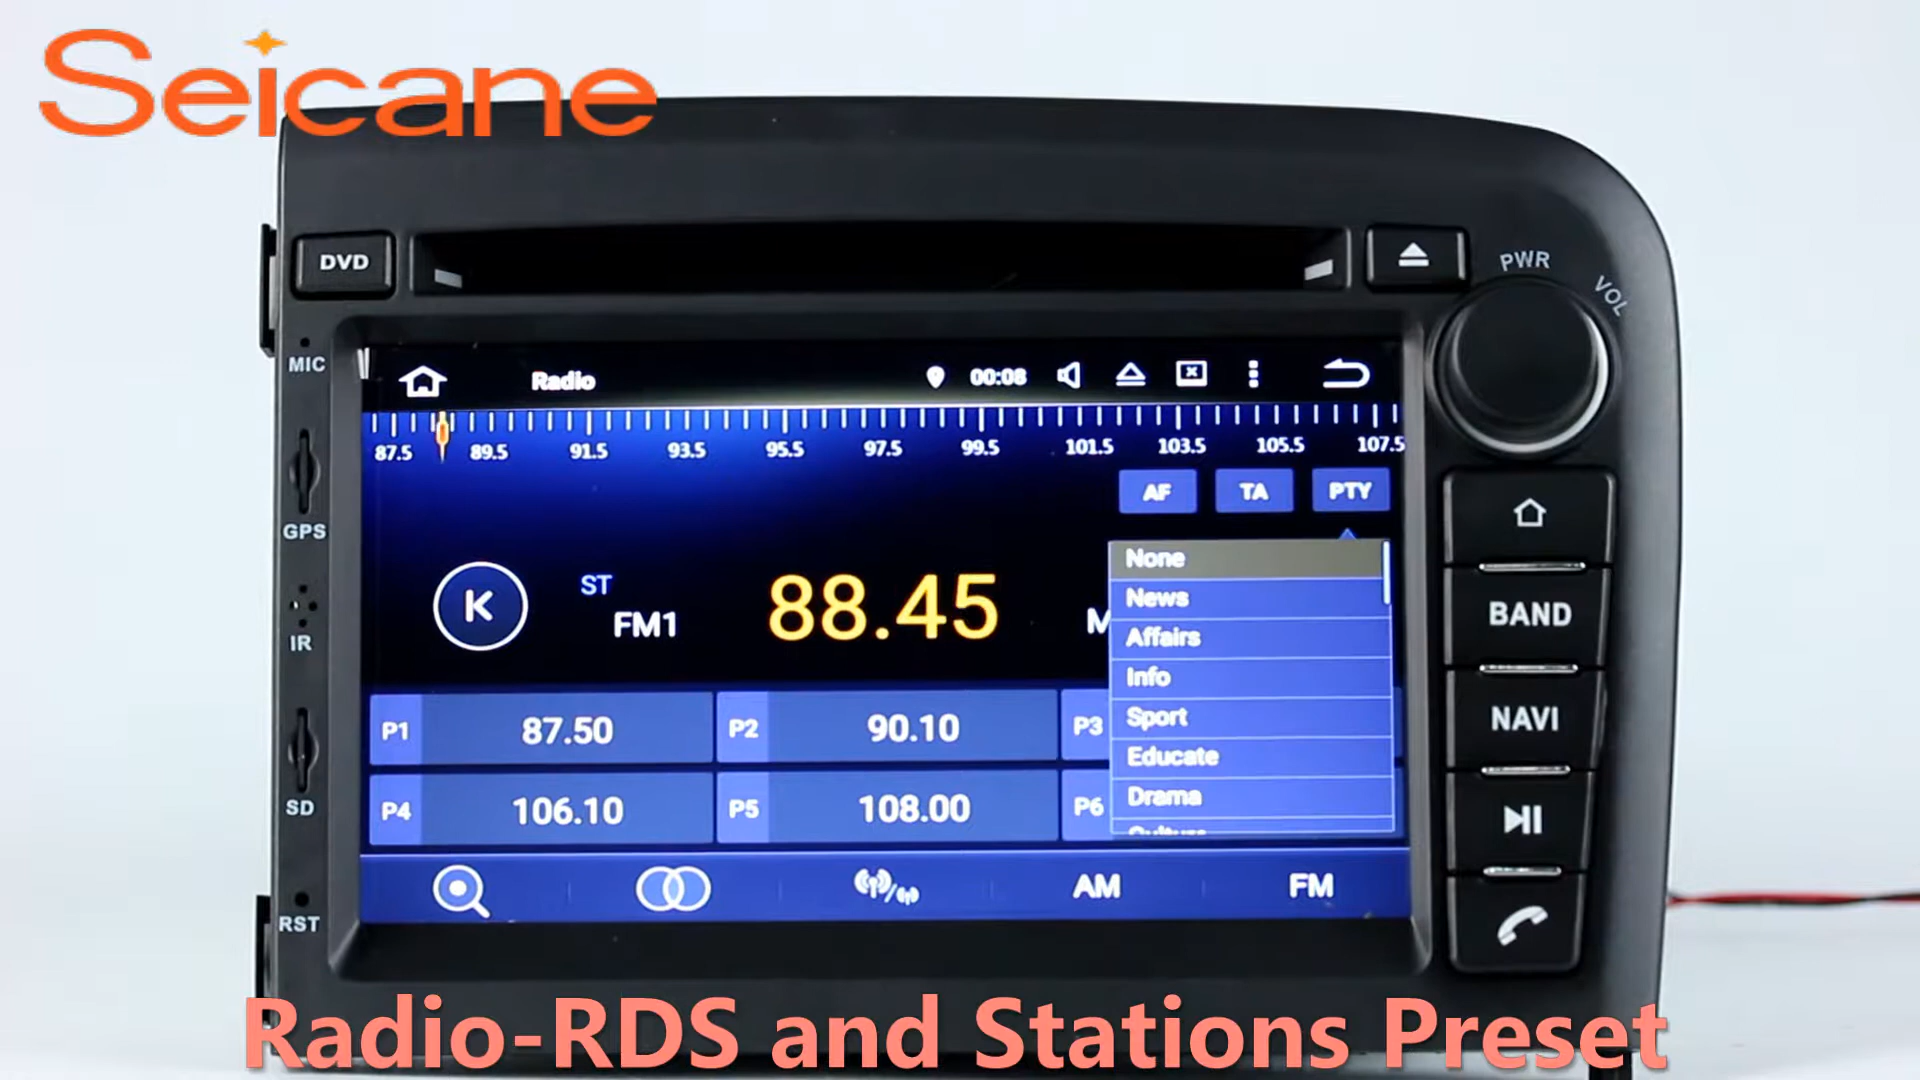 Seicane
DVD
PWR
VOL
MIC
Radio
00:08
87.5 89.5 91.5 93.5 95.5 97.5 99.5 101.5 103.5 105.5 107.5
AF TA PTY
GPS
None
News
Affairs
Info
Sport
Educate
Drama
K
ST
FM1
88.45
M
BAND
IR
NAVI
P1 87.50 P2 90.10 P3
P4 106.10 P5 108.00 P6
SD
AM FM
RST
Radio-RDS and Stations Preset